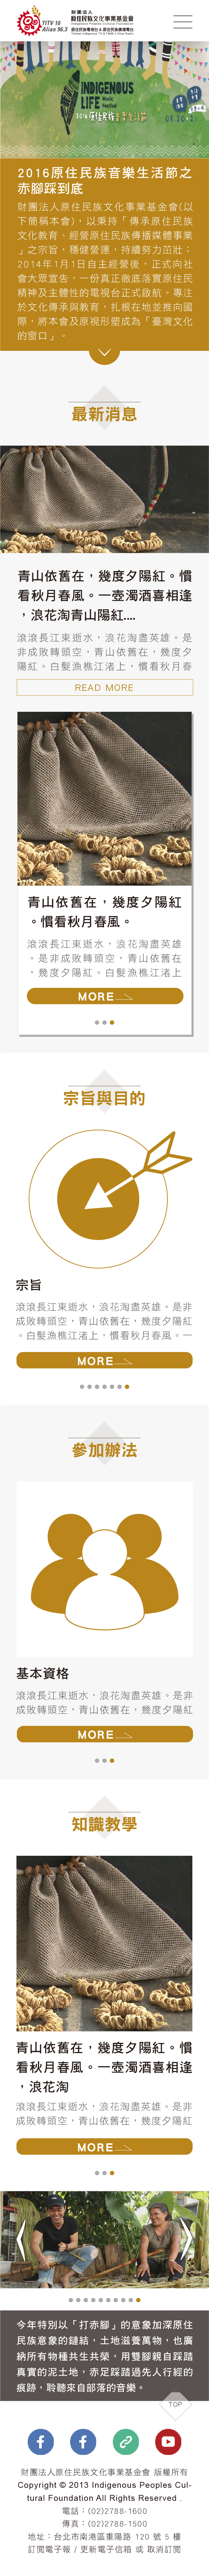 TITV 16
Alian 96.3
財團法人
原住民族文化事業基金會
Indigenous Peoples Cultural Foundation
原住民族電視台 & 原住民族廣播電台
INDIGENOUS
LIFE
Music
Festival
2016原住民族音樂生活節
2016原住民族音樂生活節之
赤腳踩到底
財團法人原住民族文化事業基金會(以
下簡稱本會)，以秉持「傳承原住民族
文化教育、經營原住民族傳播媒體事業
」之宗旨，穩健營運，持續努力茁壯；
2014年1月1日自主經營後，正式向社
會大眾宣告，一份真正徹底落實原住民
精神及主體性的電視台正式啟航。專注
於文化傳承與教育，扎根在地並推向國
際，將本會及原視形塑成為「臺灣文化
的窗口」。
最新消息
青山依舊在，幾度夕陽紅。慣
看秋月春風。一壺濁酒喜相逢
，浪花淘青山陽紅....
滾滾長江東逝水，浪花淘盡英雄。是
非成敗轉頭空，青山依舊在，幾度夕
陽紅。白髮漁樵江渚上，慣看秋月春
READ MORE
青山依舊在，幾度夕陽紅
。慣看秋月春風。
滾滾長江東逝水，浪花淘盡英雄
。是非成敗轉頭空，青山依舊在
，幾度夕陽紅。白髮漁樵江渚上
MORE
宗旨與目的
宗旨
滾滾長江東逝水，浪花淘盡英雄。是非
成敗轉頭空，青山依舊在，幾度夕陽紅
。白髮漁樵江渚上，慣看秋月春風。一
MORE
參加辦法
基本資格
滾滾長江東逝水，浪花淘盡英雄。是非
成敗轉頭空，青山依舊在，幾度夕陽紅
MORE
知識教學
青山依舊在，幾度夕陽紅。慣
看秋月春風。一壺濁酒喜相逢
，浪花淘
滾滾長江東逝水，浪花淘盡英雄。是非
成敗轉頭空，青山依舊在，幾度夕陽紅
MORE
今年特別以「打赤腳」的意象加深原住
民族意象的鏈結，土地滋養萬物，也廣
納所有物種共生共榮，用雙腳親自踩踏
真實的泥土地，赤足踩踏過先人行經的
痕跡，聆聽來自部落的音樂。
TOP
財團法人原住民族文化事業基金會 版權所有
Copyright © 2013 Indigenous Peoples Cul-
tural Foundation All Rights Reserved .
電話：(02)2788-1600
傳真：(02)2788-1500
地址：台北市南港區重陽路 120 號 5 樓
訂閱電子報 / 更新電子信箱 或 取消訂閱